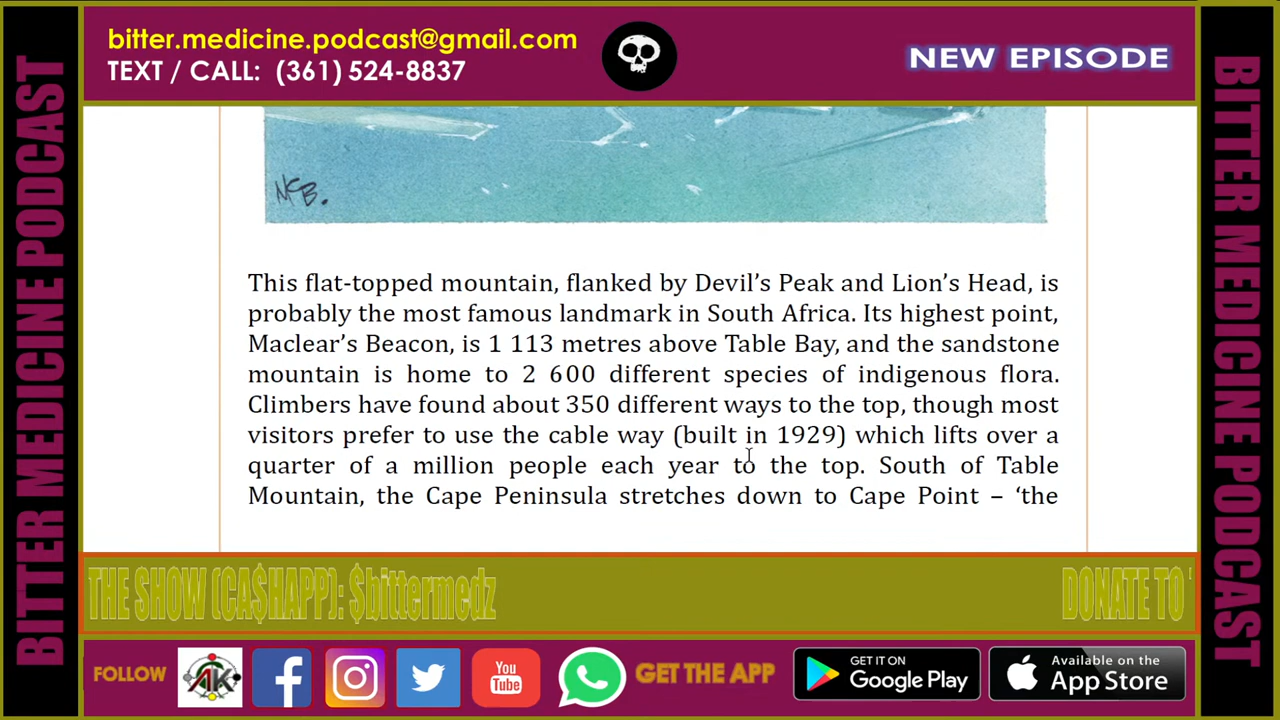 bitter.medicine.podcast@gmail.com
TEXT / CALL: (361) 524-8837
NEW EPISODE
BITTER MEDICINE PODCAST
McB.
This flat-topped mountain, flanked by Devil’s Peak and Lion’s Head, is
probably the most famous landmark in South Africa. Its highest point,
Maclear’s Beacon, is 1 113 metres above Table Bay, and the sandstone
mountain is home to 2 600 different species of indigenous flora.
Climbers have found about 350 different ways to the top, though most
visitors prefer to use the cable way (built in 1929) which lifts over a
quarter of a million people each year to the top. South of Table
Mountain, the Cape Peninsula stretches down to Cape Point – ‘the
BITTER MEDICINE PODCAST
THE SHOW (CA$HAPP): $bittermedz
DONATE TO
FOLLOW
ATK
You
Tube
GET THE APP
GET IT ON
Google Play
Available on the
App Store